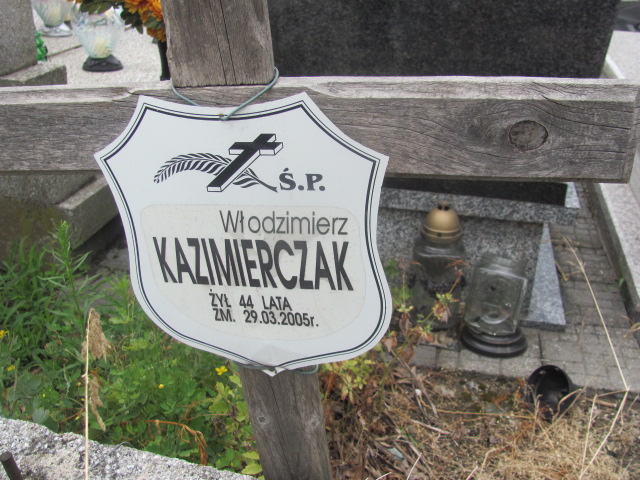 Ś.P.
Włodzimierz
KAZIMIERCZAK
ŻYŁ 44 LATA
ZM. 29.03.2005r.